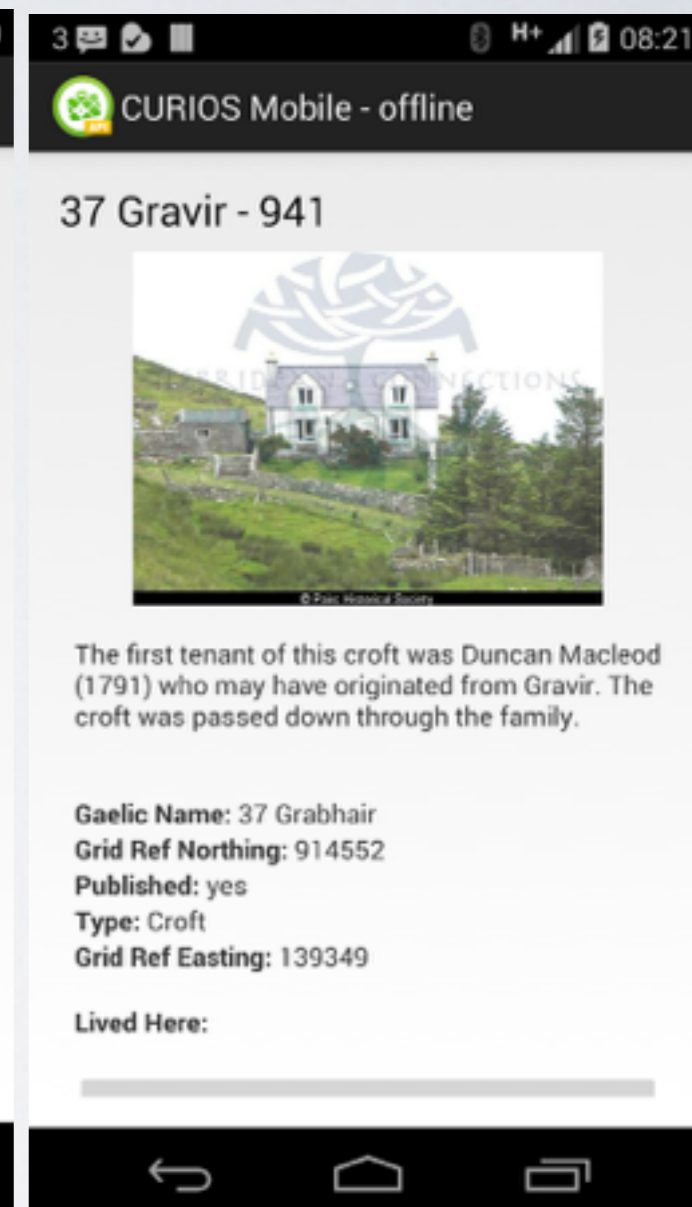 3 H+ 08:21
CURIOS Mobile - offline
37 Gravir - 941
HEBRIDEAN CONNECTIONS
© Pairc Historical Society
The first tenant of this croft was Duncan Macleod
(1791) who may have originated from Gravir. The
croft was passed down through the family.
Gaelic Name: 37 Grabhair
Grid Ref Northing: 914552
Published: yes
Type: Croft
Grid Ref Easting: 139349
Lived Here: